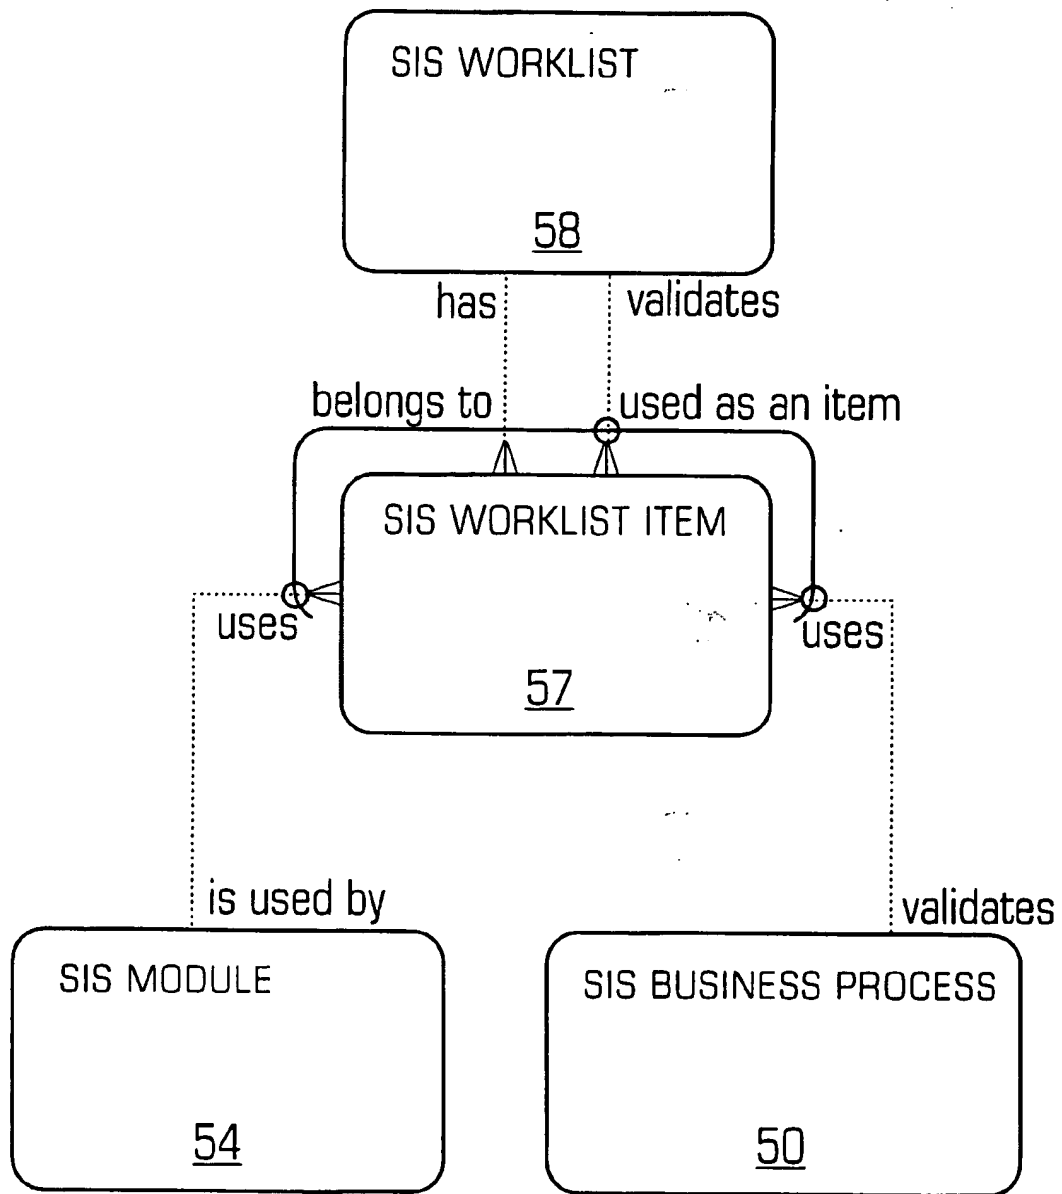 SIS WORKLIST
58
has
validates
belongs to
used as an item
SIS WORKLIST ITEM
uses
uses
57
is used by
validates
SIS MODULE
SIS BUSINESS PROCESS
54
50